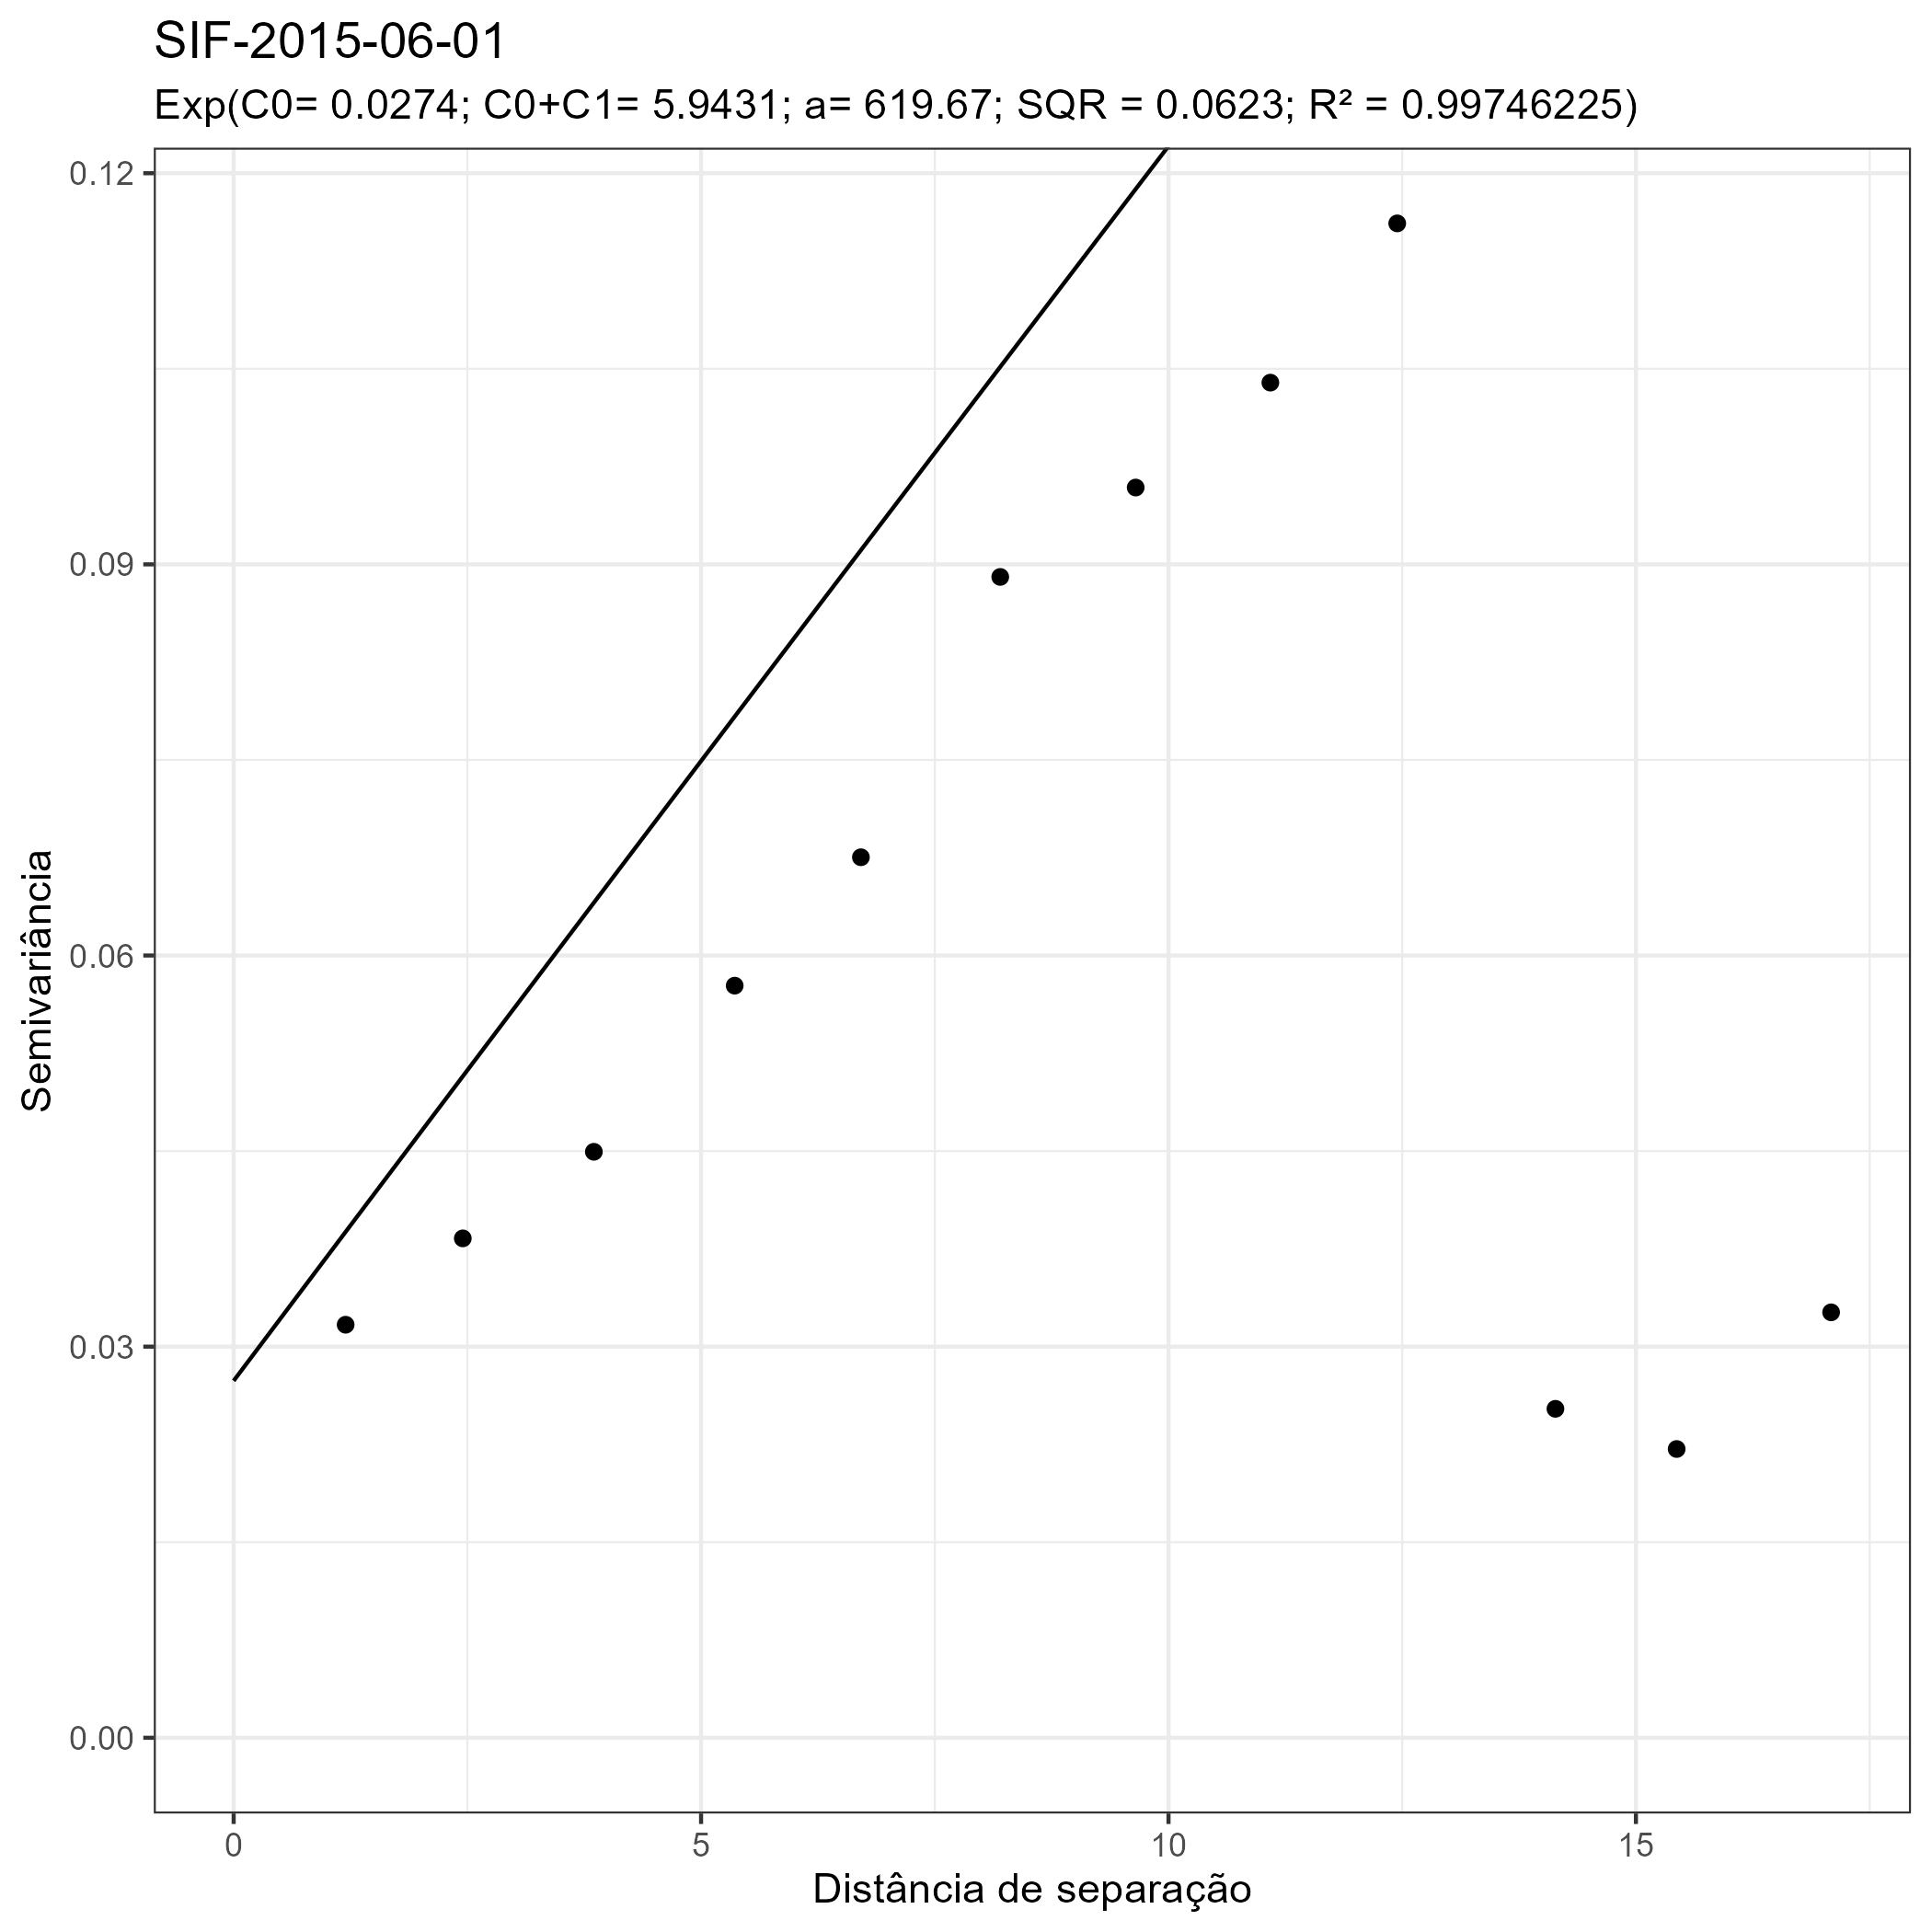 SIF-2015-06-01
Exp(C0= 0.0274; C0+C1= 5.9431; a= 619.67; SQR = 0.0623; R² = 0.99746225)
0.12
0.09
0.06
0.03
0.00
Semivariância
0 5 10 15
Distância de separação